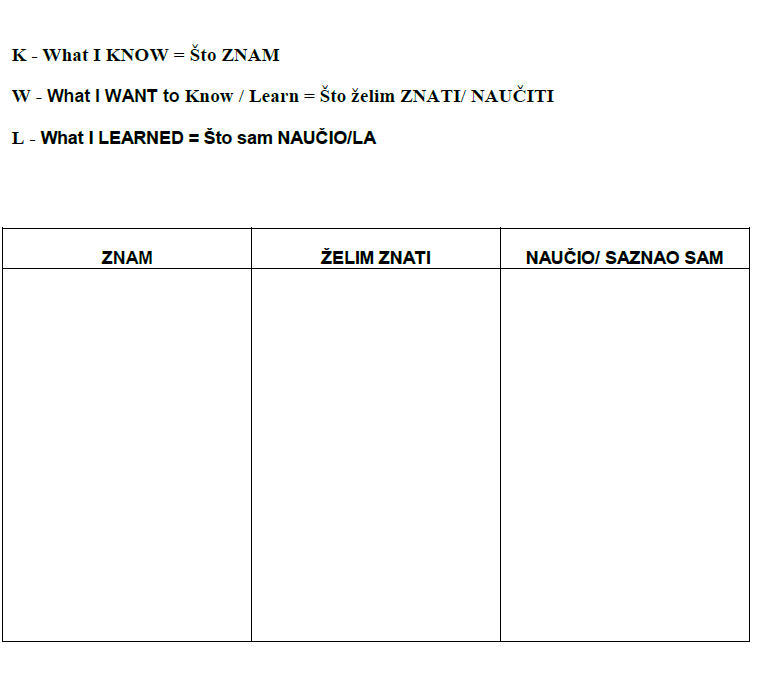 K - What I KNOW = Što ZNAM
W - What I WANT to Know / Learn = Što želim ZNATI/ NAUČITI
L - What I LEARNED = Što sam NAUČIO/LA
ZNAM ŽELIM ZNATI NAUČIO/ SAZNAO SAM